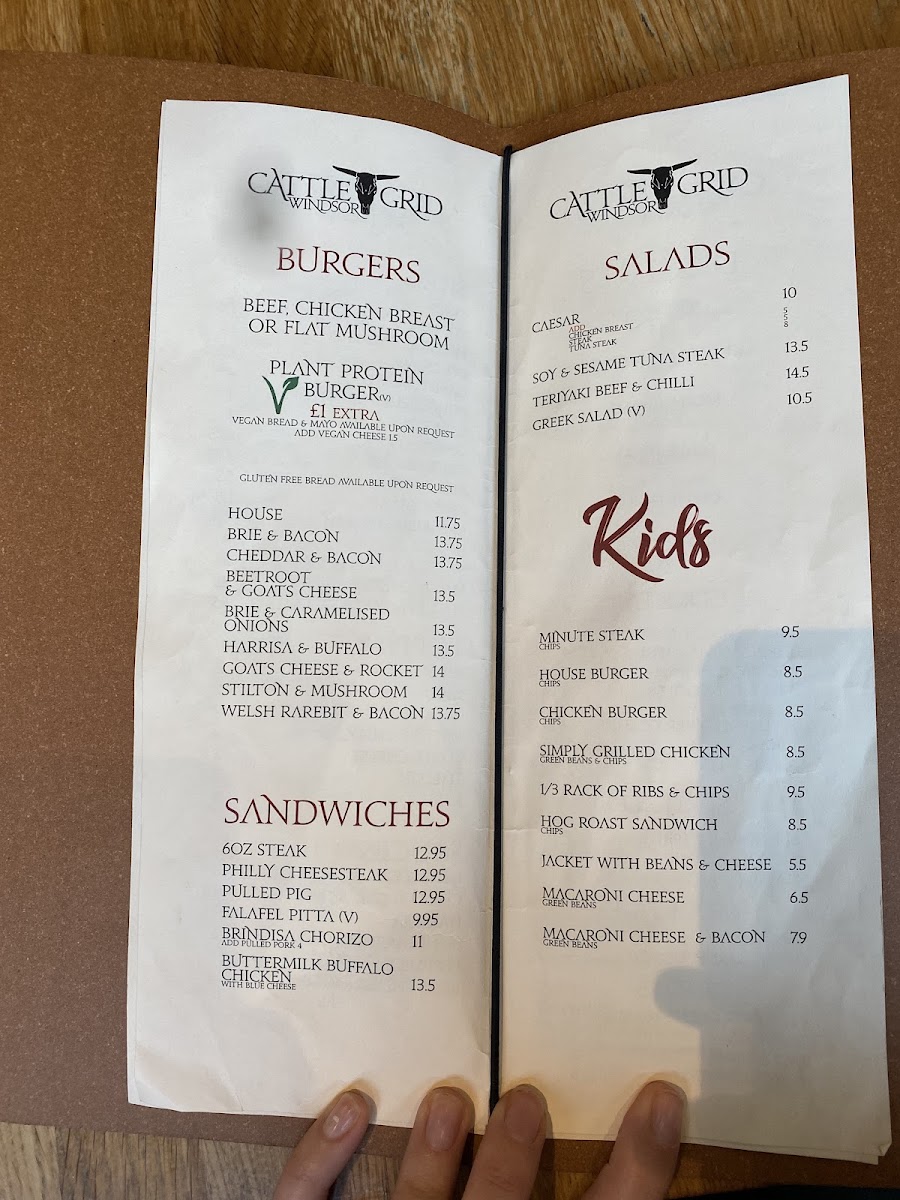 CATTLE GRID
WINDSOR
BURGERS
BEEF, CHICKEN BREAST
OR FLAT MUSHROOM
PLANT PROTEIN
BURGER(V)
£1 EXTRA
VEGAN BREAD & MAYO AVAILABLE UPON REQUEST
ADD VEGAN CHEESE 1.5
GLUTEN FREE BREAD AVAILABLE UPON REQUEST
HOUSE 11.75
BRIE & BACON 13.75
CHEDDAR & BACON 13.75
BEETROOT
& GOATS CHEESE 13.5
BRIE & CARAMELISED
ONIONS 13.5
HARRISA & BUFFALO 13.5
GOATS CHEESE & ROCKET 14
STILTON & MUSHROOM 14
WELSH RAREBIT & BACON 13.75
SANDWICHES
6OZ STEAK 12.95
PHILLY CHEESESTEAK 12.95
PULLED PIG 12.95
FALAFEL PITTA (V) 9.95
BRINDISA CHORIZO 11
ADD PULLED PORK 4
BUTTERMILK BUFFALO
CHICKEN
WITH BLUE CHEESE 13.5
CATTLE GRID
WINDSOR
SALADS
CAESAR 10
ADD
CHICKEN BREAST 5
STEAK 5
TUNA STEAK 8
SOY & SESAME TUNA STEAK 13.5
TERIYAKI BEEF & CHILLI 14.5
GREEK SALAD (V) 10.5
Kids
MINUTE STEAK 9.5
CHIPS
HOUSE BURGER 8.5
CHIPS
CHICKEN BURGER 8.5
CHIPS
SIMPLY GRILLED CHICKEN 8.5
GREEN BEANS & CHIPS
1/3 RACK OF RIBS & CHIPS 9.5
HOG ROAST SANDWICH 8.5
CHIPS
JACKET WITH BEANS & CHEESE 5.5
MACARONI CHEESE 6.5
GREEN BEANS
MACARONI CHEESE & BACON 7.9
GREEN BEANS